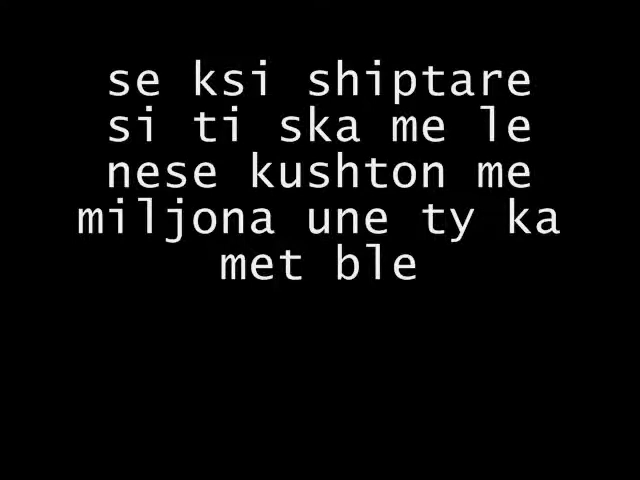 se ksi shiptare
si ti ska me le
nese kushton me
miljona une ty ka
met ble